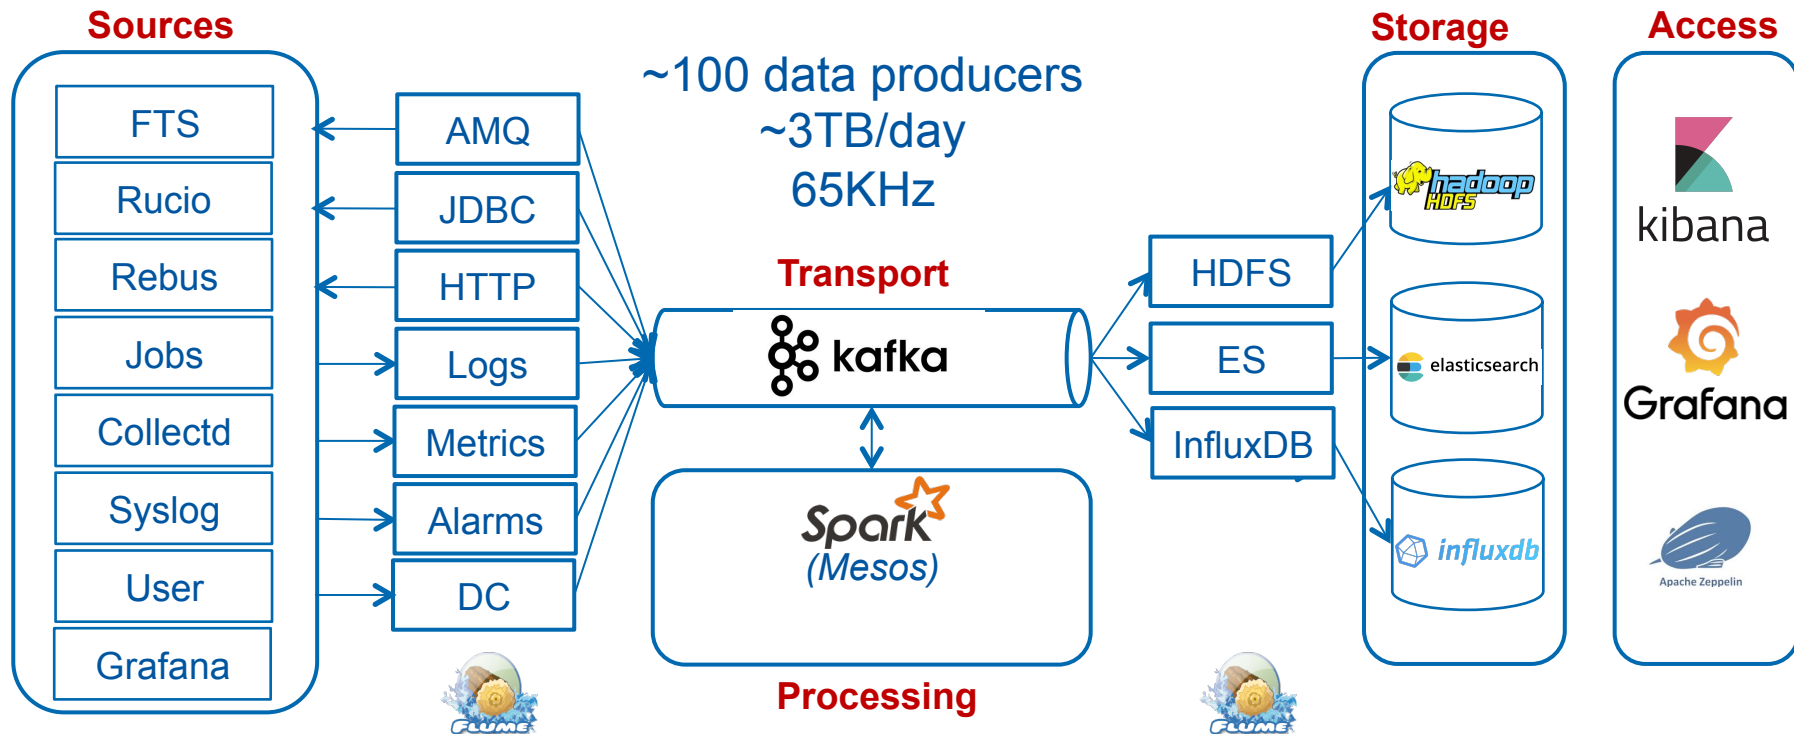 Sources
FTS
Rucio
Rebus
Jobs
Collectd
Syslog
User
Grafana
AMQ
JDBC
HTTP
Logs
Metrics
Alarms
DC
FLUME
~100 data producers
~3TB/day
65KHz
Transport
kafka
Spark
(Mesos)
Processing
HDFS
ES
InfluxDB
FLUME
Storage
hadoop
HDFS
elasticsearch
influxdb
Access
kibana
Grafana
Apache Zeppelin